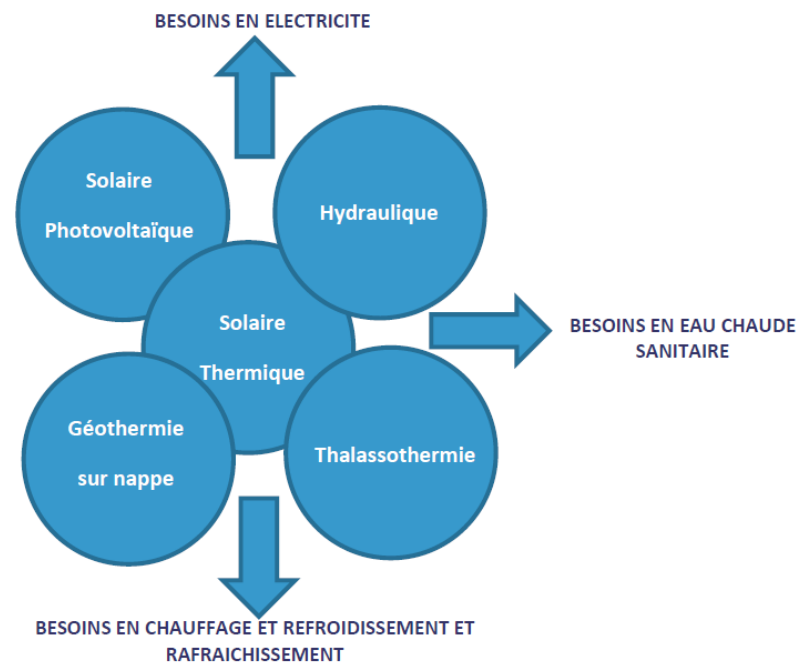 BESOINS EN ELECTRICITE
Solaire
Photovoltaïque
Hydraulique
Solaire
Thermique
BESOINS EN EAU CHAUDE
SANITAIRE
Géothermie
sur nappe
Thalassothermie
BESOINS EN CHAUFFAGE ET REFROIDISSEMENT ET
RAFRAICHISSEMENT